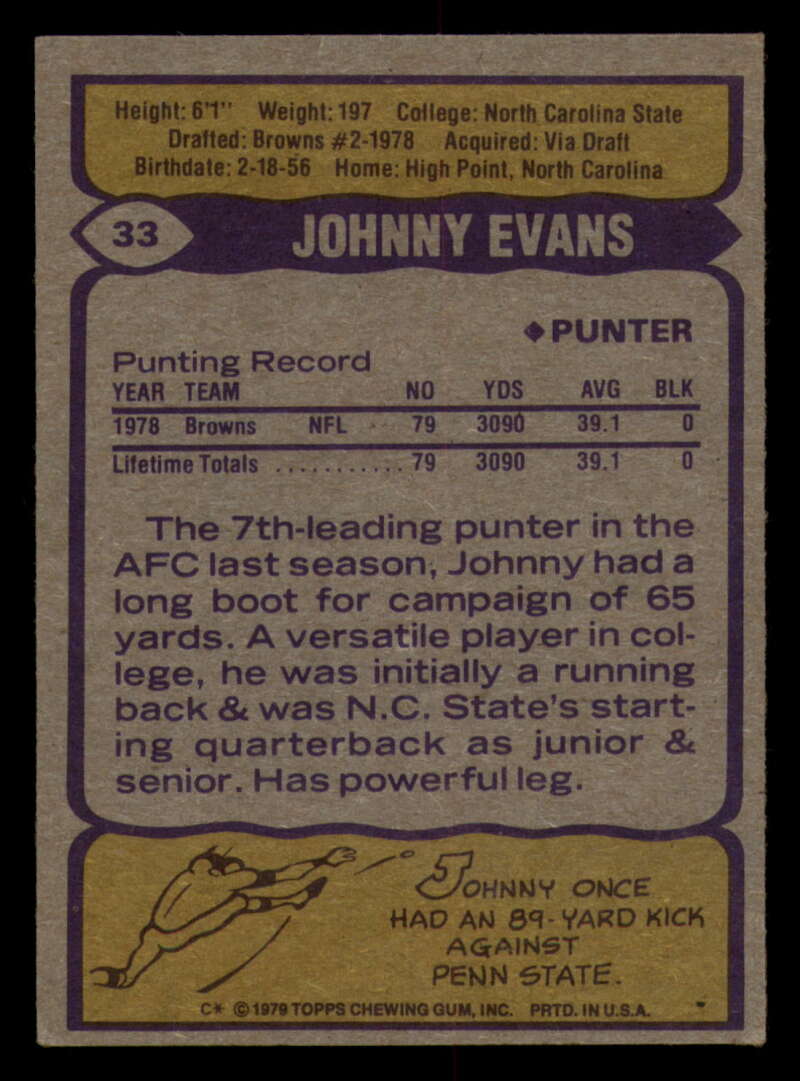 Height: 6'1" Weight: 197 College: North Carolina State
Drafted: Browns #2-1978 Acquired: Via Draft
Birthdate: 2-18-56 Home: High Point, North Carolina
33 JOHNNY EVANS
◆PUNTER
Punting Record
YEAR TEAM NO YDS AVG BLK
1978 Browns NFL 79 3090 39.1 0
Lifetime Totals ........... 79 3090 39.1 0
The 7th-leading punter in the
AFC last season, Johnny had a
long boot for campaign of 65
yards. A versatile player in col-
lege, he was initially a running
back & was N.C. State's start-
ing quarterback as junior &
senior. Has powerful leg.
JOHNNY ONCE
HAD AN 89-YARD KICK
AGAINST
PENN STATE.
C* © 1979 TOPPS CHEWING GUM, INC. PRTD. IN U.S.A.